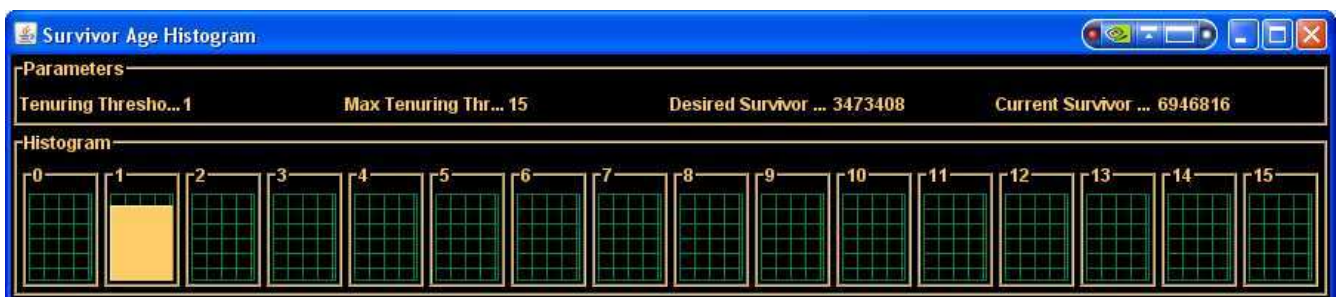 Survivor Age Histogram
Parameters
Tenuring Thresho... 1 Max Tenuring Thr... 15 Desired Survivor ... 3473408 Current Survivor ... 6946816
Histogram
0 1 2 3 4 5 6 7 8 9 10 11 12 13 14 15